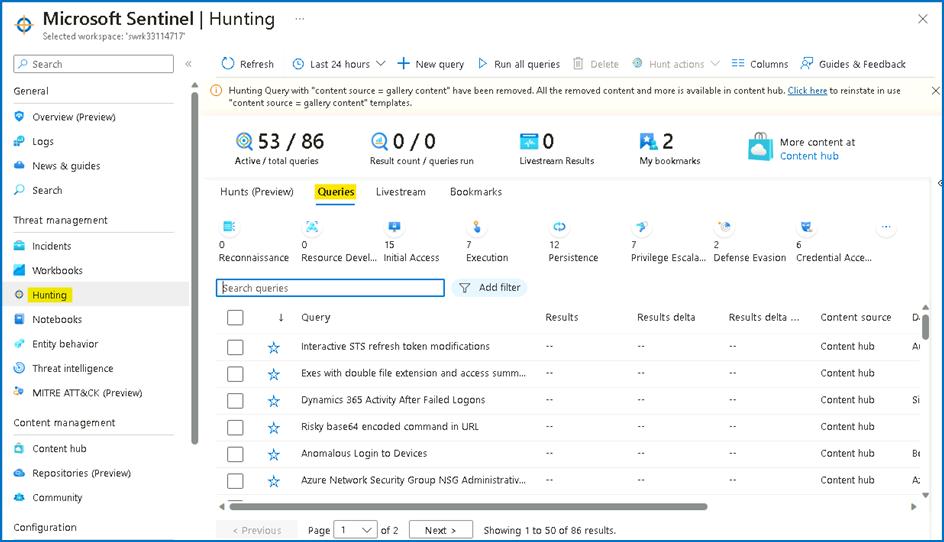 Microsoft Sentinel | Hunting ...
Selected workspace: 'swrk33114717'
Search
«
General
Overview (Preview)
Logs
News & guides
Search
Threat management
Incidents
Workbooks
Hunting
Notebooks
Entity behavior
Threat intelligence
MITRE ATT&CK (Preview)
Content management
Content hub
Repositories (Preview)
Community
Configuration
Refresh Last 24 hours New query Run all queries Delete Hunt actions Columns Guides & Feedback
Hunting Query with "content source = gallery content" have been removed. All the removed content and more is available in content hub. Click here to reinstate in use
"content source = gallery content" templates.
53 / 86 0 / 0 0 2 More content at
Active / total queries Result count / queries run Livestream Results My bookmarks Content hub
Hunts (Preview) Queries Livestream Bookmarks
0 0 15 7 12 7 2 6 ...
Reconnaissance Resource Devel... Initial Access Execution Persistence Privilege Escala... Defense Evasion Credential Acce...
Search queries Add filter
↓ Query Results Results delta Results delta ... Content source D
Interactive STS refresh token modifications -- -- -- Content hub Au
Exes with double file extension and access summ... -- -- -- Content hub
Dynamics 365 Activity After Failed Logons -- -- -- Content hub Si
Risky base64 encoded command in URL -- -- -- Content hub
Anomalous Login to Devices -- -- -- Content hub Be
Azure Network Security Group NSG Administrativ... -- -- -- Content hub Az
< Previous Page 1 of 2 Next > Showing 1 to 50 of 86 results.